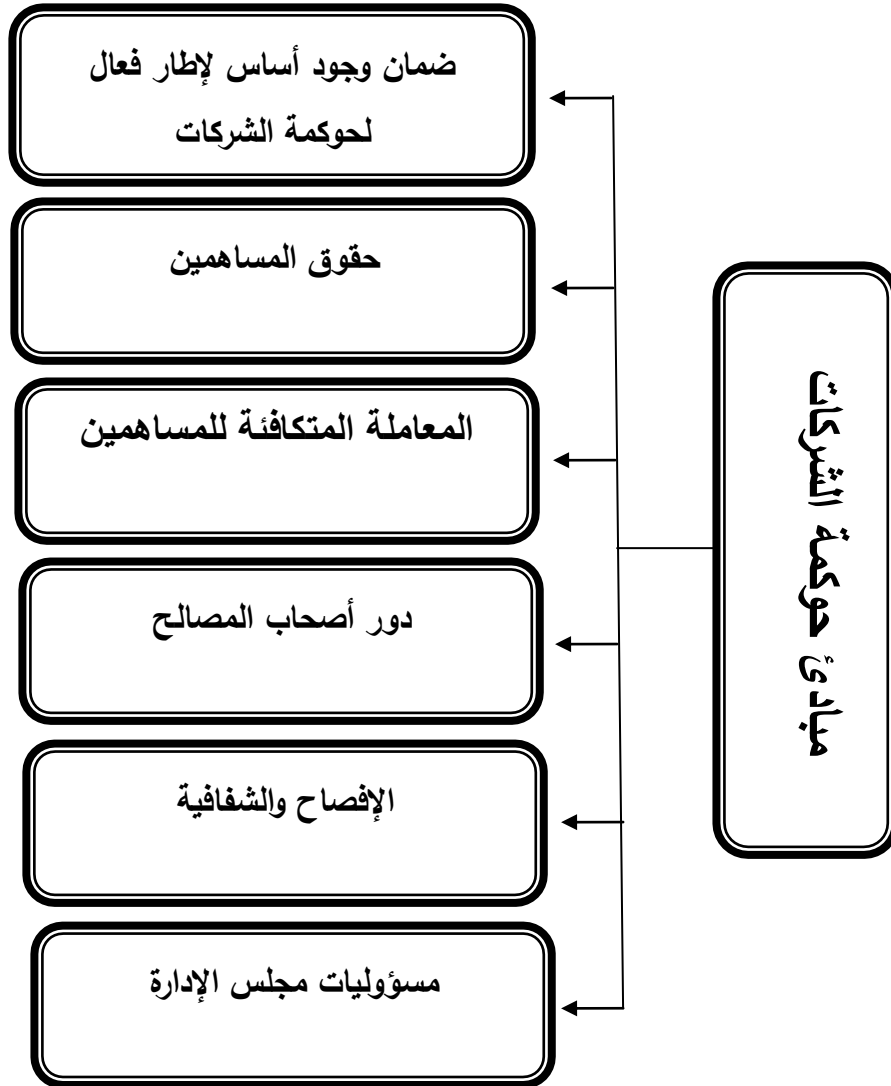 مبادئ حوكمة الشركات
ضمان وجود أساس لإطار فعال
لحوكمة الشركات
حقوق المساهمين
المعاملة المتكافئة للمساهمين
دور أصحاب المصالح
الإفصاح والشفافية
مسؤوليات مجلس الإدارة